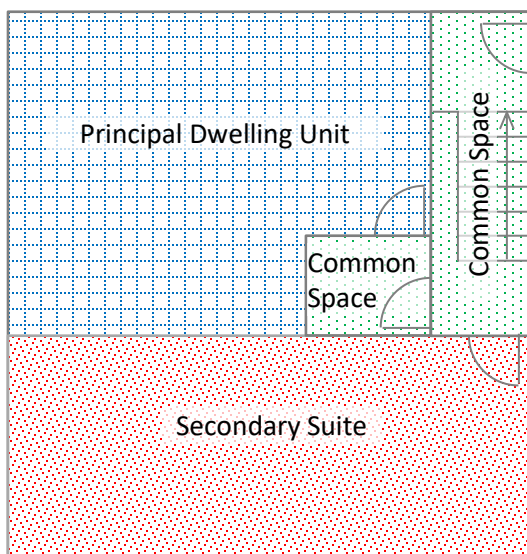 Principal Dwelling Unit
Common Space
Common
Space
Secondary Suite